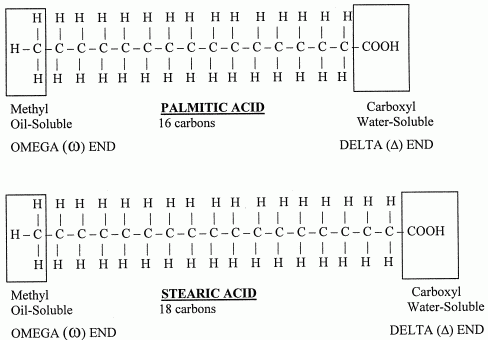 H H H H H H H H H H H H H H H
H – C – C – C – C – C – C – C – C – C – C – C – C – C – C – C – COOH
H H H H H H H H H H H H H H H
Methyl PALMITIC ACID Carboxyl
Oil-Soluble 16 carbons Water-Soluble
OMEGA (ω) END DELTA (Δ) END
H H H H H H H H H H H H H H H H H
H – C – C – C – C – C – C – C – C – C – C – C – C – C – C – C – C – C – COOH
H H H H H H H H H H H H H H H H H
Methyl STEARIC ACID Carboxyl
Oil-Soluble 18 carbons Water-Soluble
OMEGA (ω) END DELTA (Δ) END